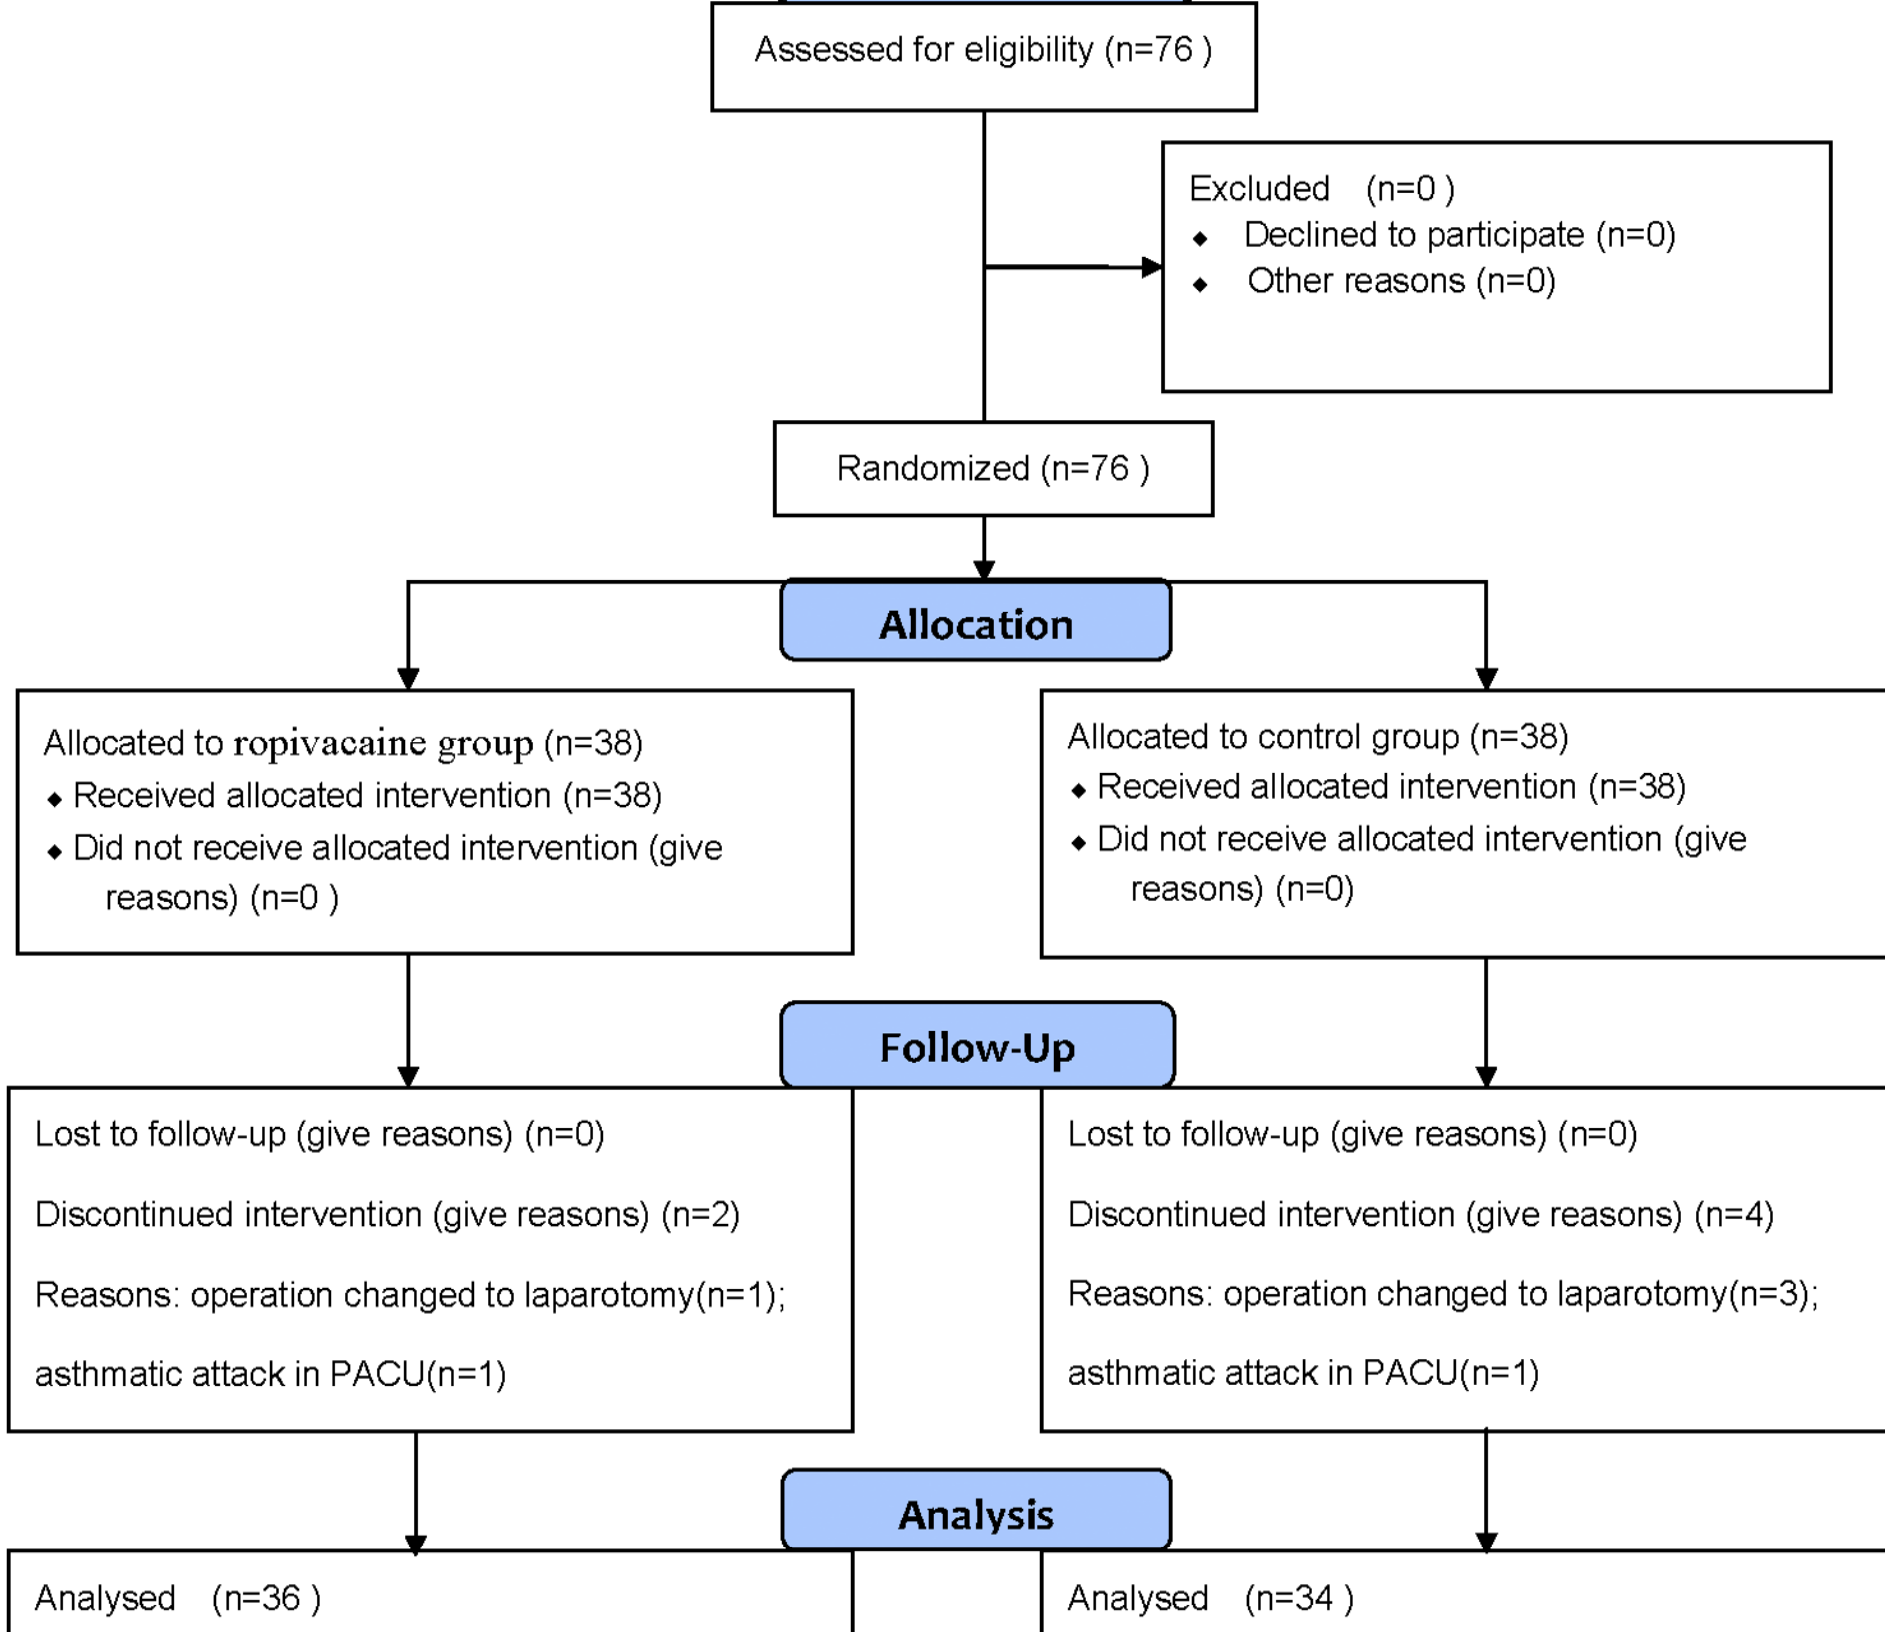 Assessed for eligibility (n=76 )
Excluded (n=0 )
◆ Declined to participate (n=0)
◆ Other reasons (n=0)
Randomized (n=76 )
Allocation
Allocated to ropivacaine group (n=38)
◆ Received allocated intervention (n=38)
◆ Did not receive allocated intervention (give
reasons) (n=0 )
Allocated to control group (n=38)
◆ Received allocated intervention (n=38)
◆ Did not receive allocated intervention (give
reasons) (n=0)
Follow-Up
Lost to follow-up (give reasons) (n=0)
Discontinued intervention (give reasons) (n=2)
Reasons: operation changed to laparotomy(n=1);
asthmatic attack in PACU(n=1)
Lost to follow-up (give reasons) (n=0)
Discontinued intervention (give reasons) (n=4)
Reasons: operation changed to laparotomy(n=3);
asthmatic attack in PACU(n=1)
Analysis
Analysed (n=36 )
Analysed (n=34 )